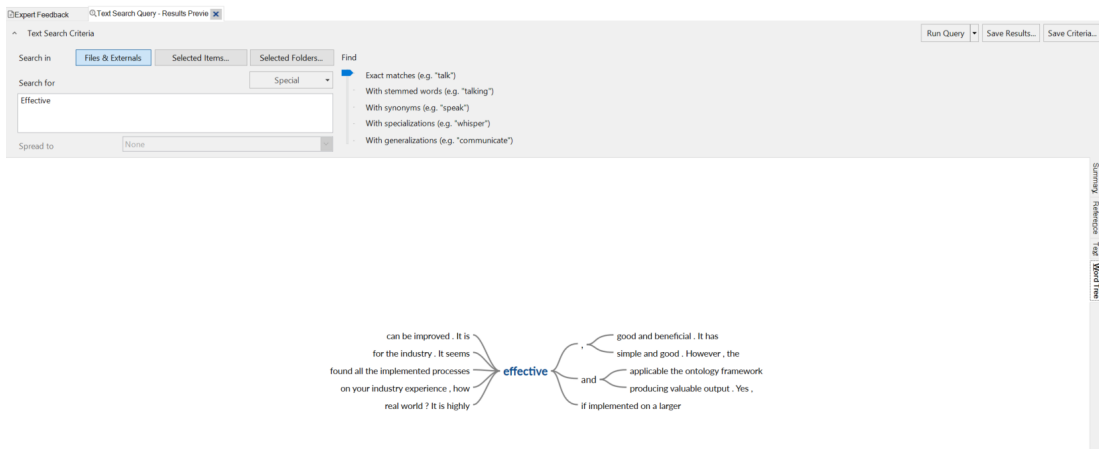 Expert Feedback
Text Search Query - Results Previe
Text Search Criteria
Run Query
Save Results...
Save Criteria...
Search in
Files & Externals
Selected Items...
Selected Folders...
Find
Search for
Special
Exact matches (e.g. "talk")
With stemmed words (e.g. "talking")
Effective
With synonyms (e.g. "speak")
With specializations (e.g. "whisper")
With generalizations (e.g. "communicate")
Spread to
None
Summary
Reference
Text
Word Tree
can be improved . It is
for the industry . It seems
found all the implemented processes
on your industry experience , how
real world ? It is highly
effective
,
good and beneficial . It has
simple and good . However , the
and
applicable the ontology framework
producing valuable output . Yes ,
if implemented on a larger